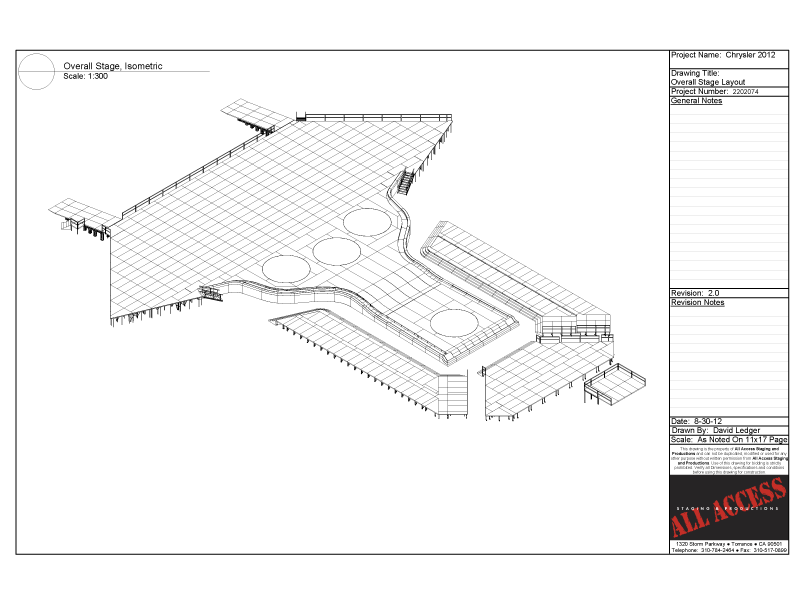 Overall Stage, Isometric
Scale: 1:300
Project Name: Chrysler 2012
Drawing Title:
Overall Stage Layout
Project Number: 2202074
General Notes
Revision: 2.0
Revision Notes
Date: 8-30-12
Drawn By: David Ledger
Scale: As Noted On 11x17 Page
This drawing is the property of All Access Staging and
Productions and can not be duplicated, modified or used for any
other purpose without written permission from All Access Staging
and Productions. Use of this drawing for bidding is strictly
prohibited. Verify all dimensions, specifications and conditions
before using this drawing for construction.
ALL ACCESS
STAGING & PRODUCTIONS
1320 Storm Parkway • Torrance • CA 90501
Telephone: 310-784-2464 • Fax: 310-517-0899